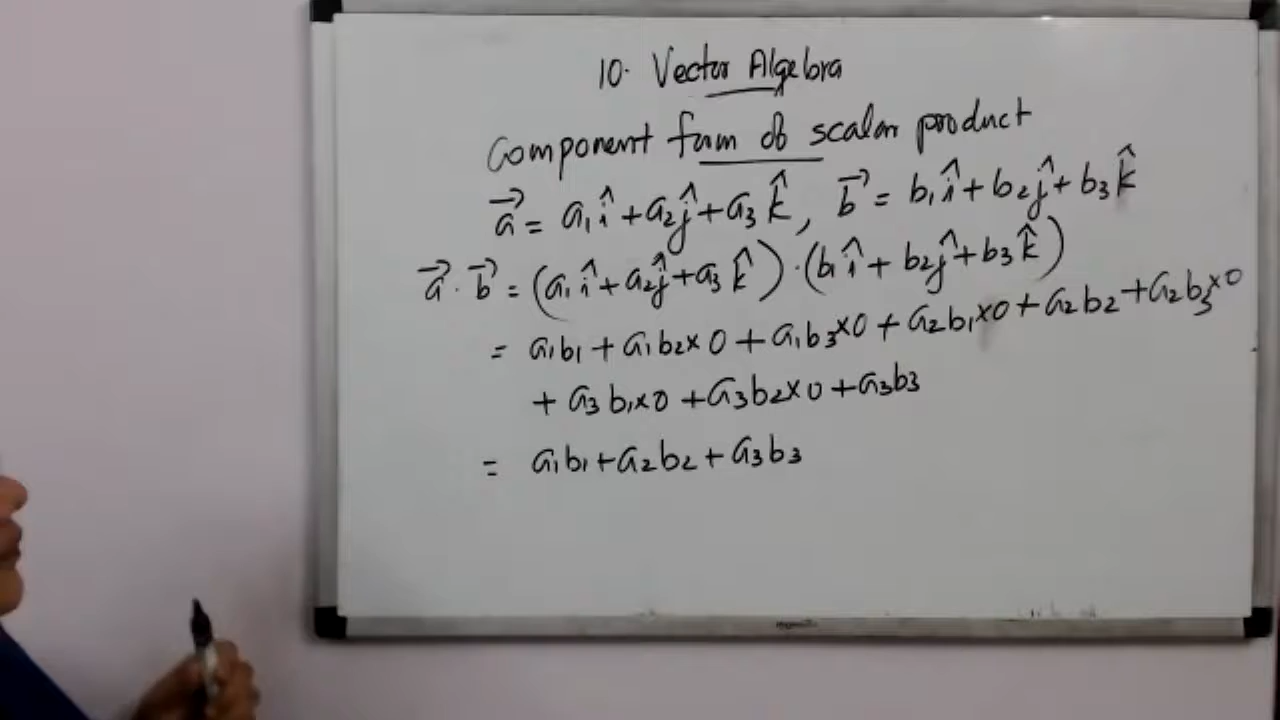 10. Vector Algebra
Component form of scalar product
a⃗ = a₁î + a₂ĵ + a₃k̂, b⃗ = b₁î + b₂ĵ + b₃k̂
a⃗ · b⃗ = (a₁î + a₂ĵ + a₃k̂) · (b₁î + b₂ĵ + b₃k̂)
= a₁b₁ + a₁b₂×0 + a₁b₃×0 + a₂b₁×0 + a₂b₂ + a₂b₃×0
+ a₃b₁×0 + a₃b₂×0 + a₃b₃
= a₁b₁ + a₂b₂ + a₃b₃